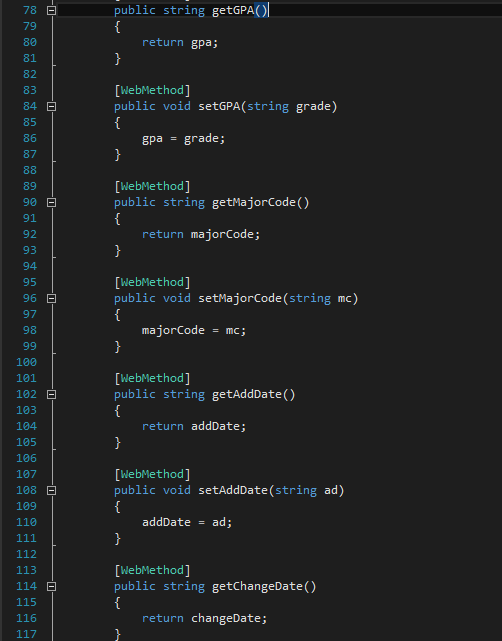 78 public string getGPA()
79 {
80 return gpa;
81 }
82
83 [WebMethod]
84 public void setGPA(string grade)
85 {
86 gpa = grade;
87 }
88
89 [WebMethod]
90 public string getMajorCode()
91 {
92 return majorCode;
93 }
94
95 [WebMethod]
96 public void setMajorCode(string mc)
97 {
98 majorCode = mc;
99 }
100
101 [WebMethod]
102 public string getAddDate()
103 {
104 return addDate;
105 }
106
107 [WebMethod]
108 public void setAddDate(string ad)
109 {
110 addDate = ad;
111 }
112
113 [WebMethod]
114 public string getChangeDate()
115 {
116 return changeDate;
117 }